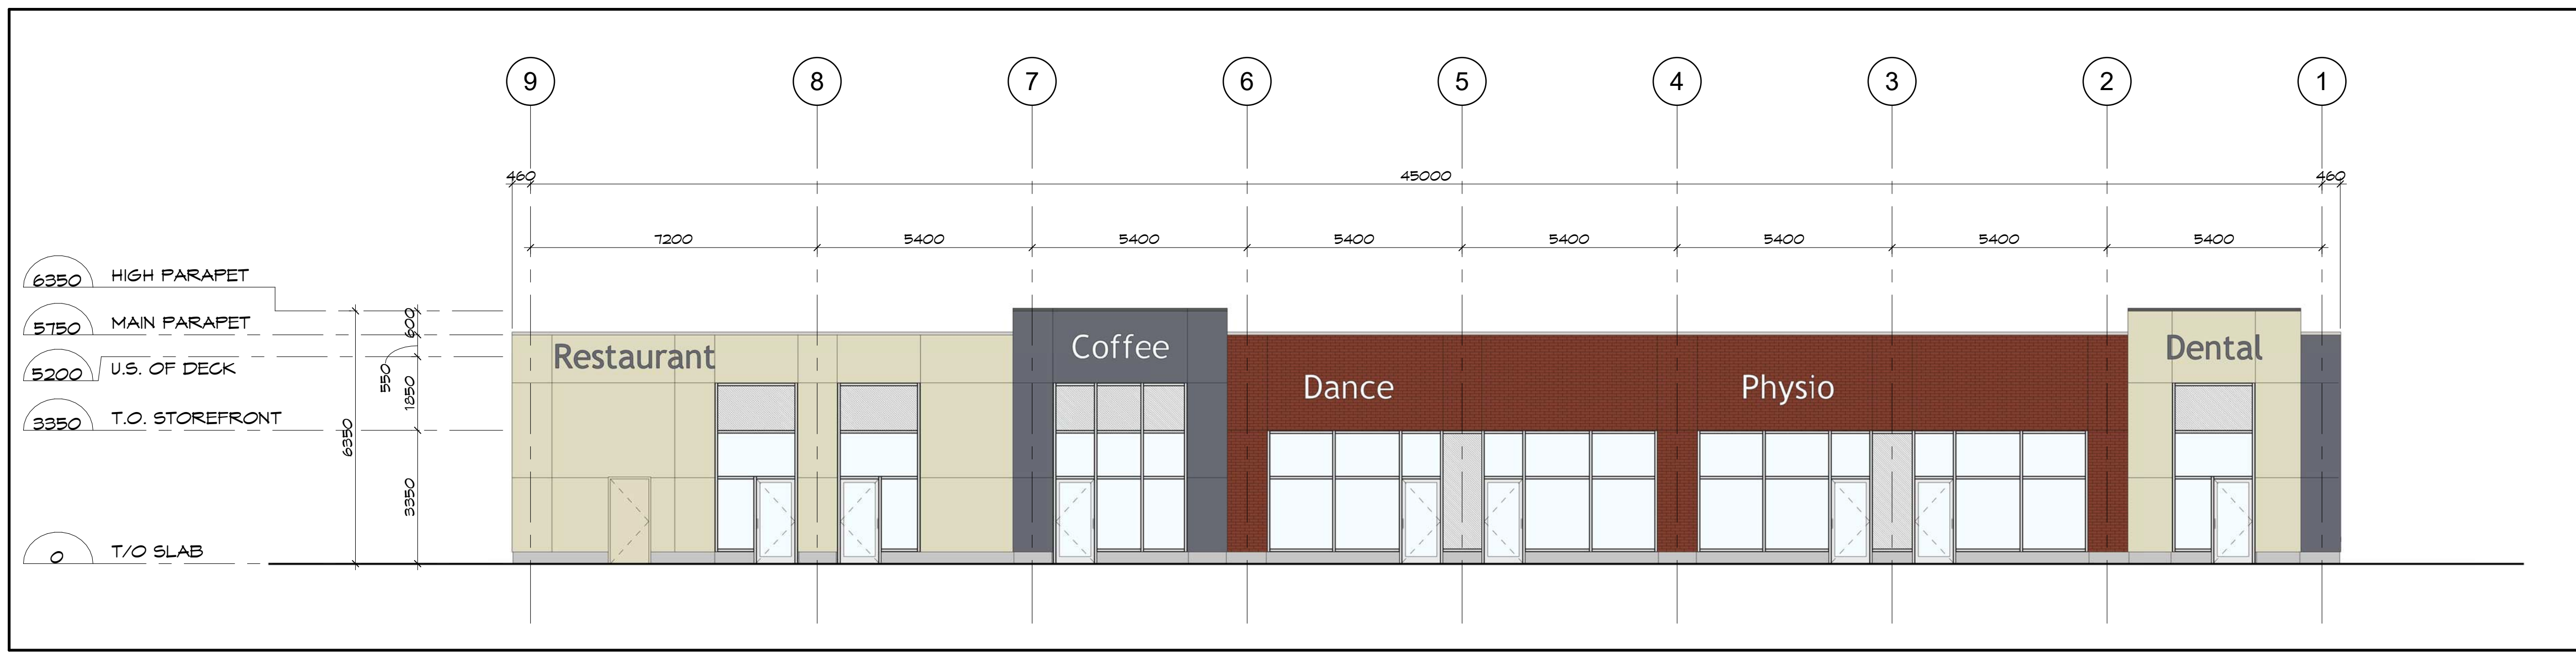 9 8 7 6 5 4 3 2 1
460 45000 460
7200 5400 5400 5400 5400 5400 5400 5400
6350 HIGH PARAPET
5750 MAIN PARAPET
5200 U.S. OF DECK
3350 T.O. STOREFRONT
0 T/O SLAB
6350
600
550
1850
3350
Restaurant
Coffee
Dance
Physio
Dental